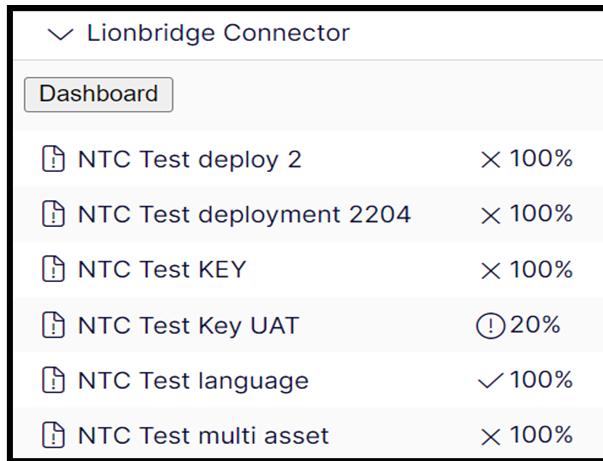 Lionbridge Connector
Dashboard
NTC Test deploy 2 100%
NTC Test deployment 2204 100%
NTC Test KEY 100%
NTC Test Key UAT 20%
NTC Test language 100%
NTC Test multi asset 100%